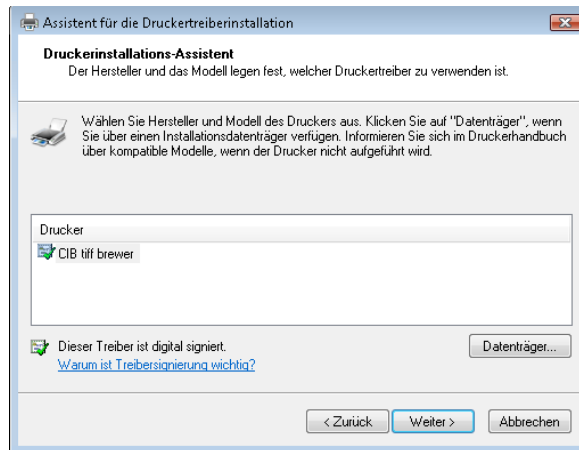 Assistent für die Druckertreiberinstallation
Druckerinstallations-Assistent
Der Hersteller und das Modell legen fest, welcher Druckertreiber zu verwenden ist.
Wählen Sie Hersteller und Modell des Druckers aus. Klicken Sie auf "Datenträger", wenn
Sie über einen Installationsdatenträger verfügen. Informieren Sie sich im Druckerhandbuch
über kompatible Modelle, wenn der Drucker nicht aufgeführt wird.
Drucker
CIB tiff brewer
Dieser Treiber ist digital signiert.
Datenträger...
Warum ist Treibersignierung wichtig?
< Zurück
Weiter >
Abbrechen